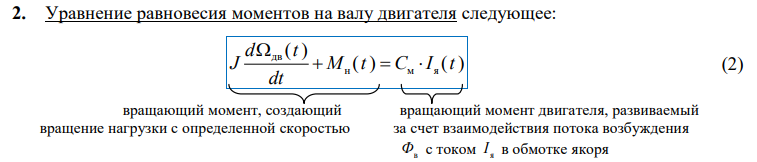 2. Уравнение равновесия моментов на валу двигателя следующее:
J dΩдв(t)/dt + Mн(t) = Cм · Iя(t) (2)
вращающий момент, создающий вращающий момент двигателя, развиваемый
вращение нагрузки с определенной скоростью за счет взаимодействия потока возбуждения
Фв с током Iя в обмотке якоря